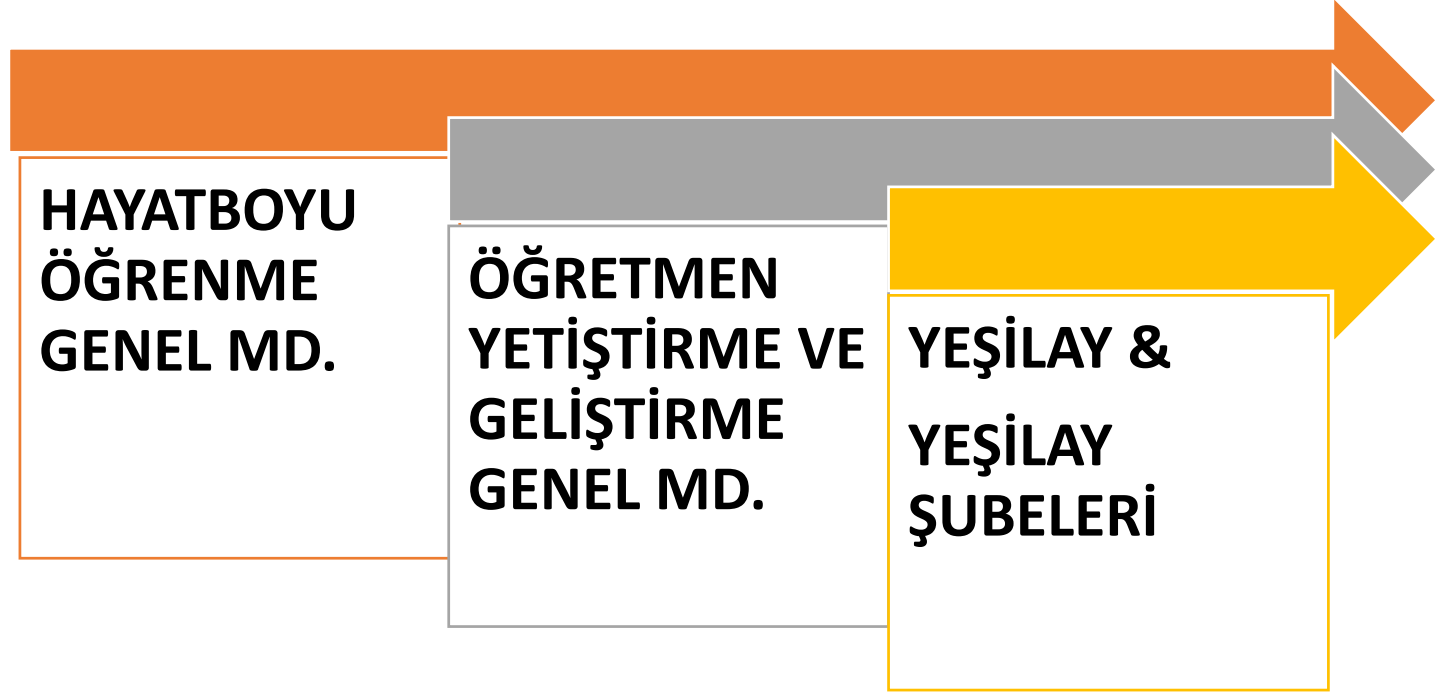 HAYATBOYU
ÖĞRENME
GENEL MD.
ÖĞRETMEN
YETİŞTİRME VE
GELİŞTİRME
GENEL MD.
YEŞİLAY &
YEŞİLAY
ŞUBELERİ